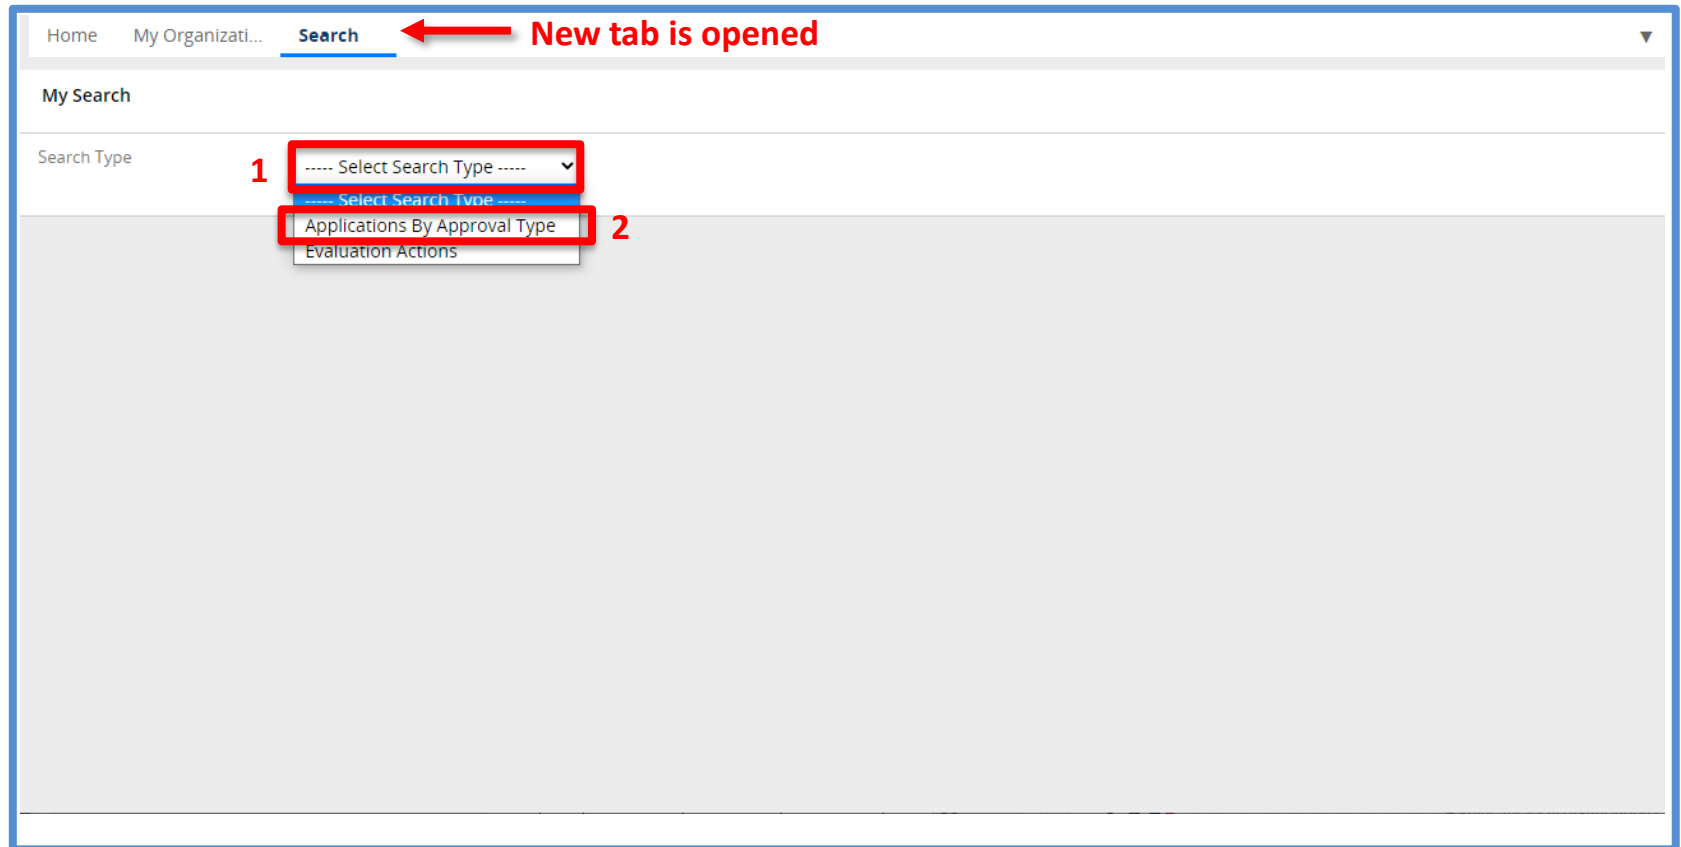 Home My Organizati... Search New tab is opened ▼
My Search
Search Type 1 ----- Select Search Type -----
----- Select Search Type -----
Applications By Approval Type 2
Evaluation Actions